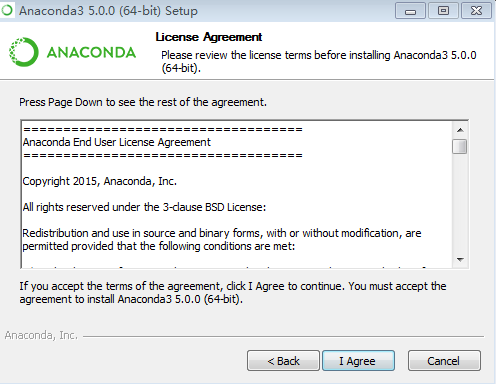 Anaconda3 5.0.0 (64-bit) Setup
ANACONDA
License Agreement
Please review the license terms before installing Anaconda3 5.0.0
(64-bit).
Press Page Down to see the rest of the agreement.
===================================
Anaconda End User License Agreement
===================================
Copyright 2015, Anaconda, Inc.
All rights reserved under the 3-clause BSD License:
Redistribution and use in source and binary forms, with or without modification, are
permitted provided that the following conditions are met:
If you accept the terms of the agreement, click I Agree to continue. You must accept the
agreement to install Anaconda3 5.0.0 (64-bit).
Anaconda, Inc.
< Back
I Agree
Cancel